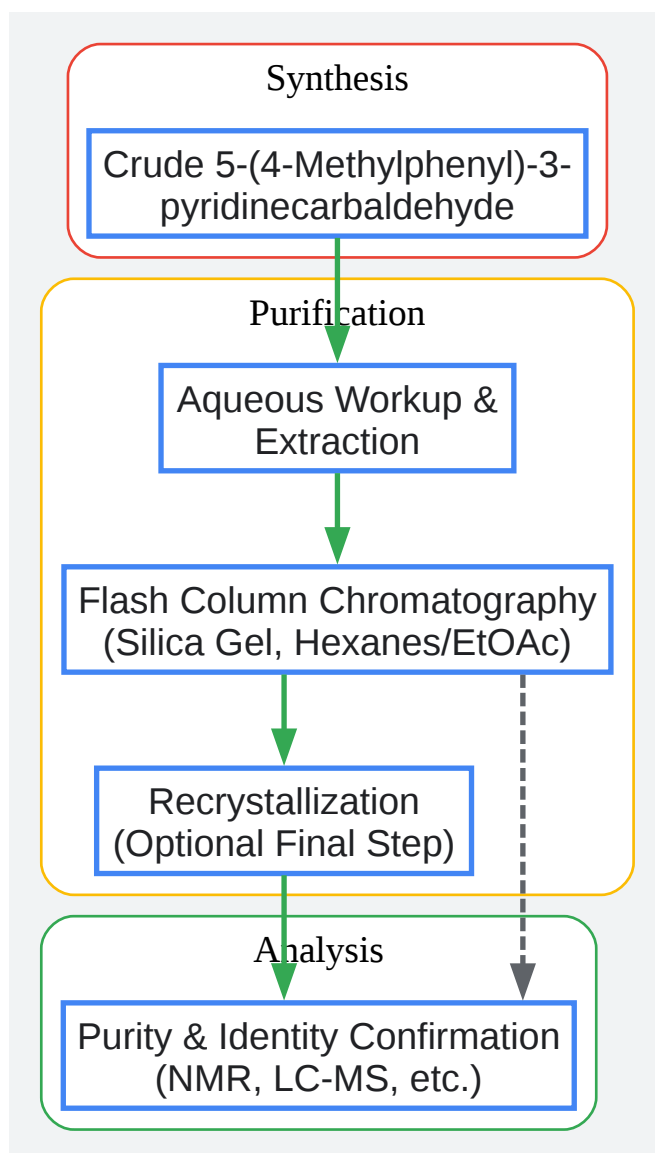 Synthesis
Crude 5-(4-Methylphenyl)-3-
pyridinecarbaldehyde
Purification
Aqueous Workup &
Extraction
Flash Column Chromatography
(Silica Gel, Hexanes/EtOAc)
Recrystallization
(Optional Final Step)
Analysis
Purity & Identity Confirmation
(NMR, LC-MS, etc.)